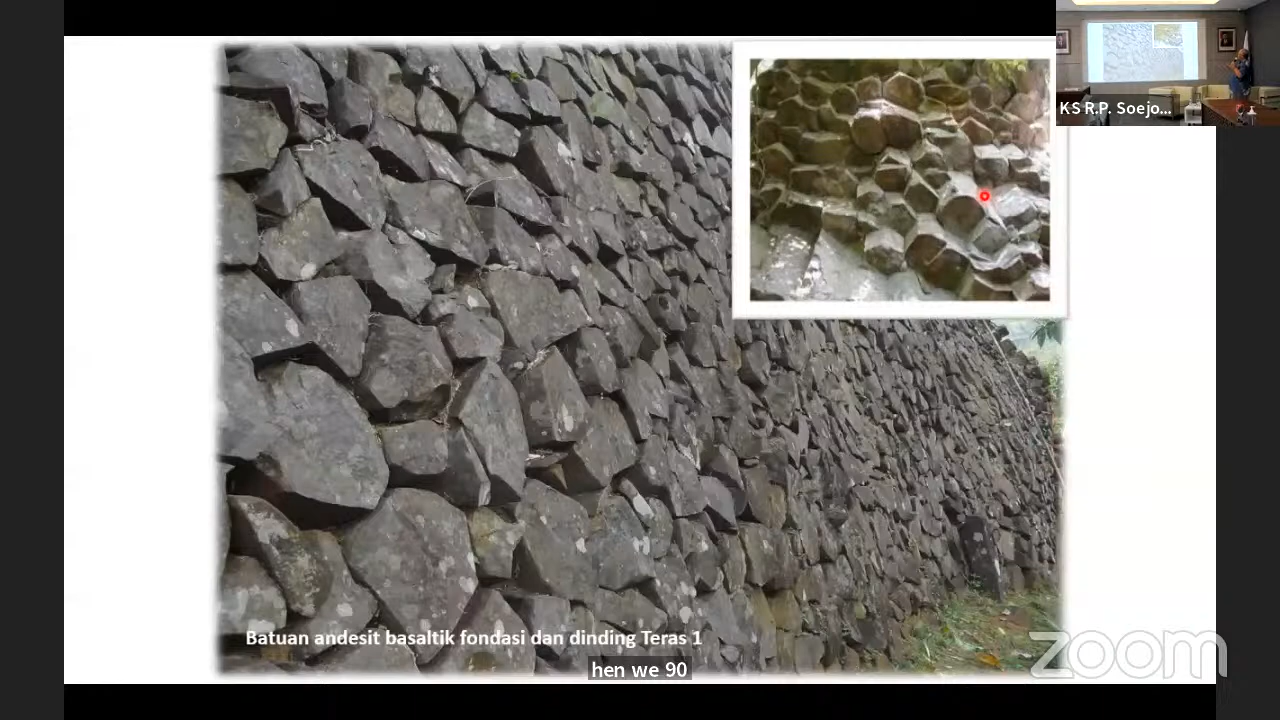 KS R.P. Soejo...
Batuan andesit basaltik fondasi dan dinding Teras 1
hen we 90
zoom